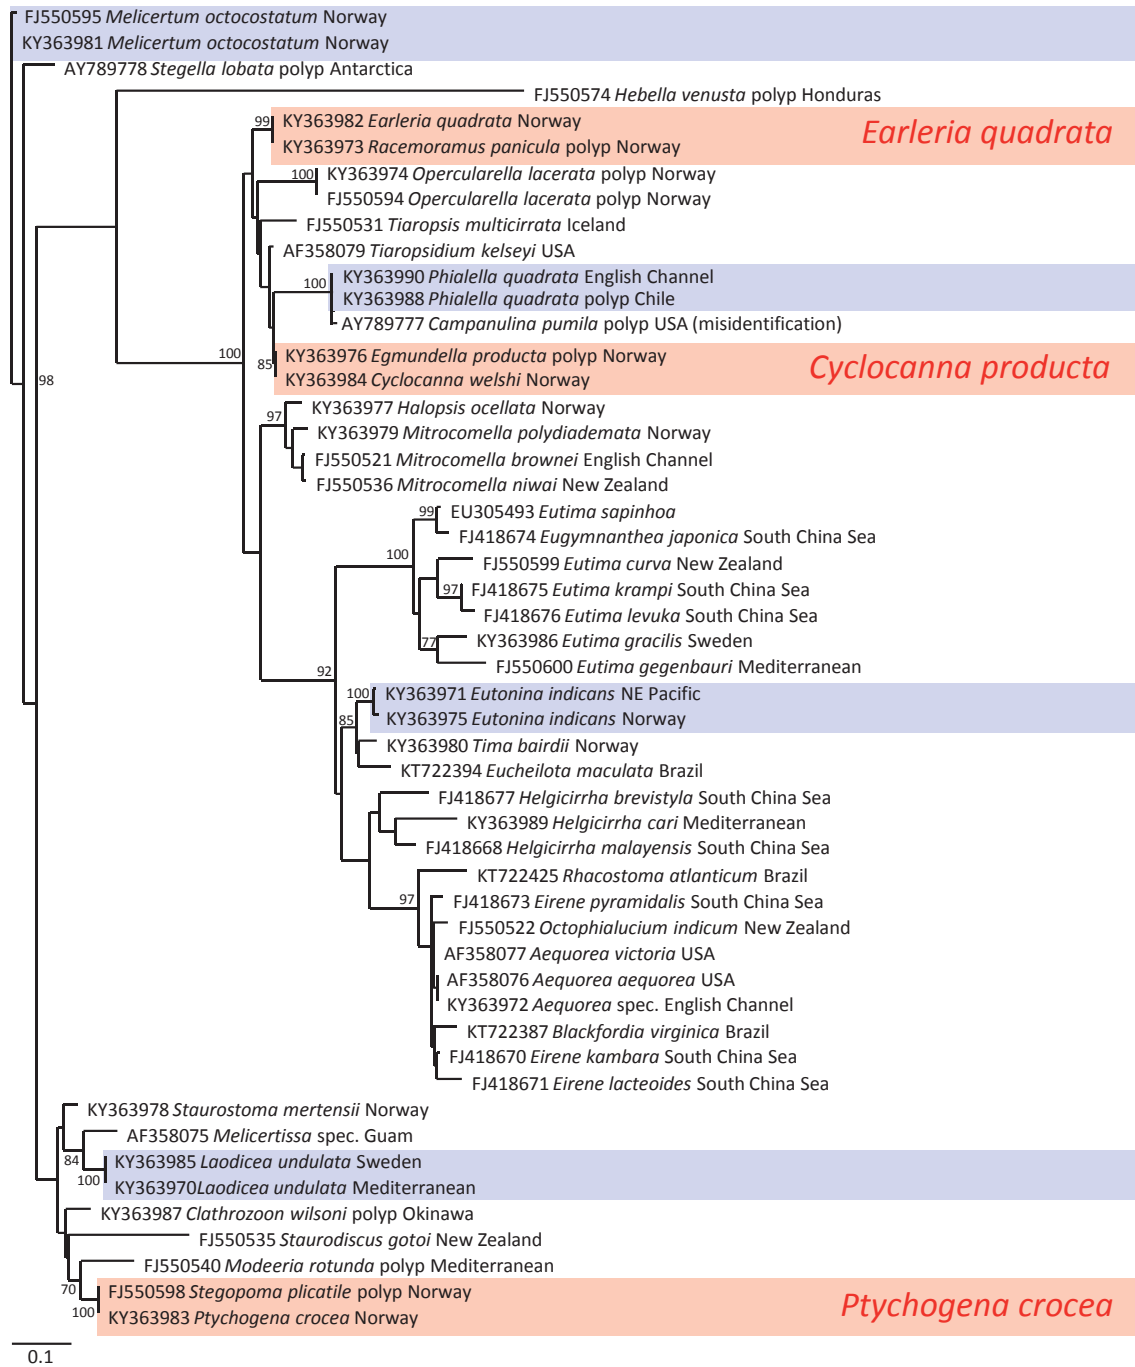 FJ550595 Melicertum octocostatum Norway
KY363981 Melicertum octocostatum Norway
AY789778 Stegella lobata polyp Antarctica
FJ550574 Hebella venusta polyp Honduras
99
KY363982 Earleria quadrata Norway
Earleria quadrata
KY363973 Racemoramus panicula polyp Norway
100
KY363974 Opercularella lacerata polyp Norway
FJ550594 Opercularella lacerata polyp Norway
FJ550531 Tiaropsis multicirrata Iceland
AF358079 Tiaropsidium kelseyi USA
100
KY363990 Phialella quadrata English Channel
KY363988 Phialella quadrata polyp Chile
AY789777 Campanulina pumila polyp USA (misidentification)
100
85
KY363976 Egmundella producta polyp Norway
Cyclocanna producta
KY363984 Cyclocanna welshi Norway
98
97
KY363977 Halopsis ocellata Norway
KY363979 Mitrocomella polydiademata Norway
FJ550521 Mitrocomella brownei English Channel
FJ550536 Mitrocomella niwai New Zealand
99
EU305493 Eutima sapinhoa
FJ418674 Eugymnanthea japonica South China Sea
100
FJ550599 Eutima curva New Zealand
97
FJ418675 Eutima krampi South China Sea
FJ418676 Eutima levuka South China Sea
77
KY363986 Eutima gracilis Sweden
FJ550600 Eutima gegenbauri Mediterranean
92
100
KY363971 Eutonina indicans NE Pacific
85
KY363975 Eutonina indicans Norway
KY363980 Tima bairdii Norway
KT722394 Eucheilota maculata Brazil
FJ418677 Helgicirrha brevistyla South China Sea
KY363989 Helgicirrha cari Mediterranean
FJ418668 Helgicirrha malayensis South China Sea
KT722425 Rhacostoma atlanticum Brazil
97
FJ418673 Eirene pyramidalis South China Sea
FJ550522 Octophialucium indicum New Zealand
AF358077 Aequorea victoria USA
AF358076 Aequorea aequorea USA
KY363972 Aequorea spec. English Channel
KT722387 Blackfordia virginica Brazil
FJ418670 Eirene kambara South China Sea
FJ418671 Eirene lacteoides South China Sea
KY363978 Staurostoma mertensii Norway
AF358075 Melicertissa spec. Guam
84
KY363985 Laodicea undulata Sweden
100
KY363970Laodicea undulata Mediterranean
KY363987 Clathrozoon wilsoni polyp Okinawa
FJ550535 Staurodiscus gotoi New Zealand
FJ550540 Modeeria rotunda polyp Mediterranean
70
FJ550598 Stegopoma plicatile polyp Norway
Ptychogena crocea
100
KY363983 Ptychogena crocea Norway
0.1